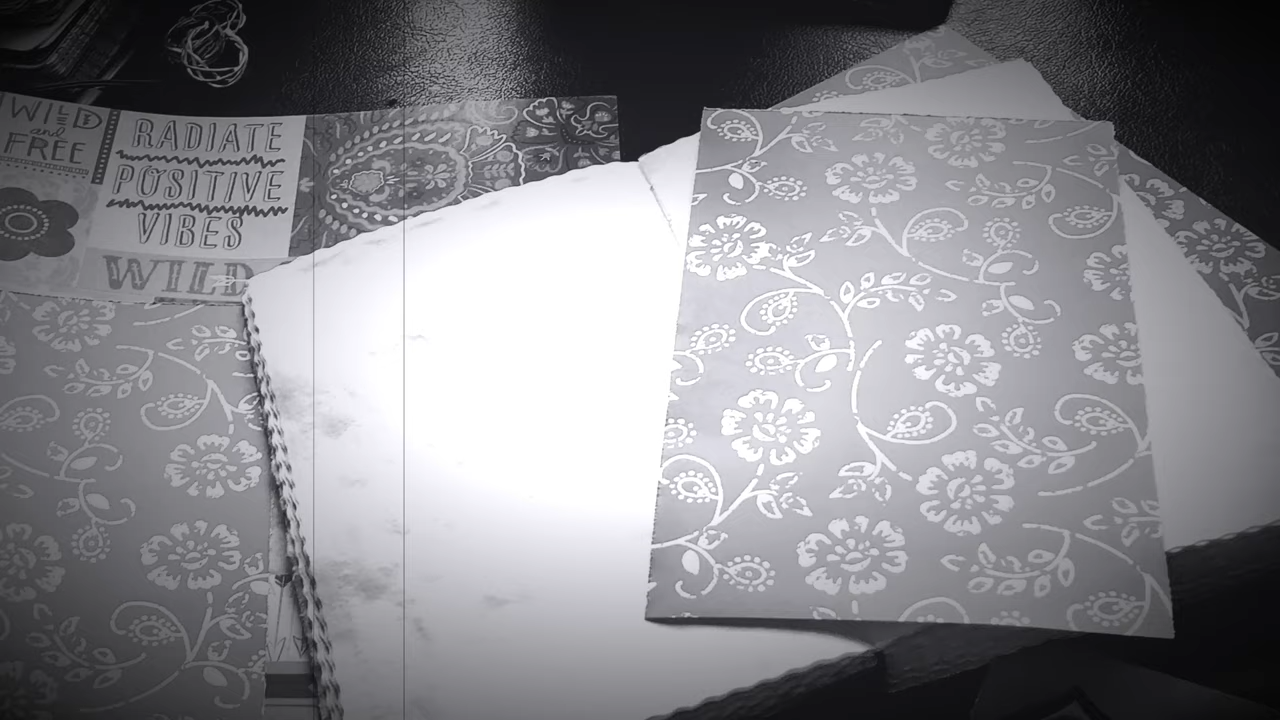 WILD
and
FREE
RADIATE
POSITIVE
VIBES
WILD